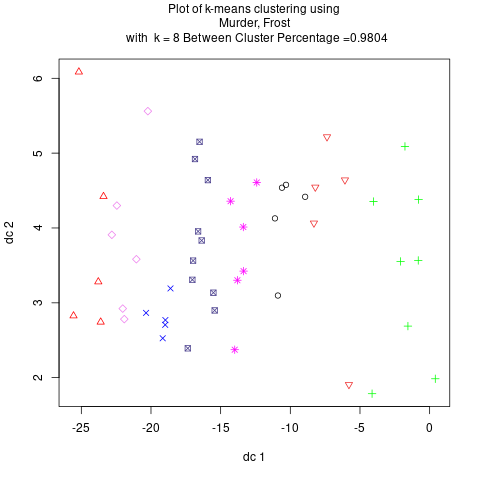 Plot of k-means clustering using
Murder, Frost
with k = 8 Between Cluster Percentage =0.9804
6
5
4
3
2
dc 2
-25 -20 -15 -10 -5 0
dc 1